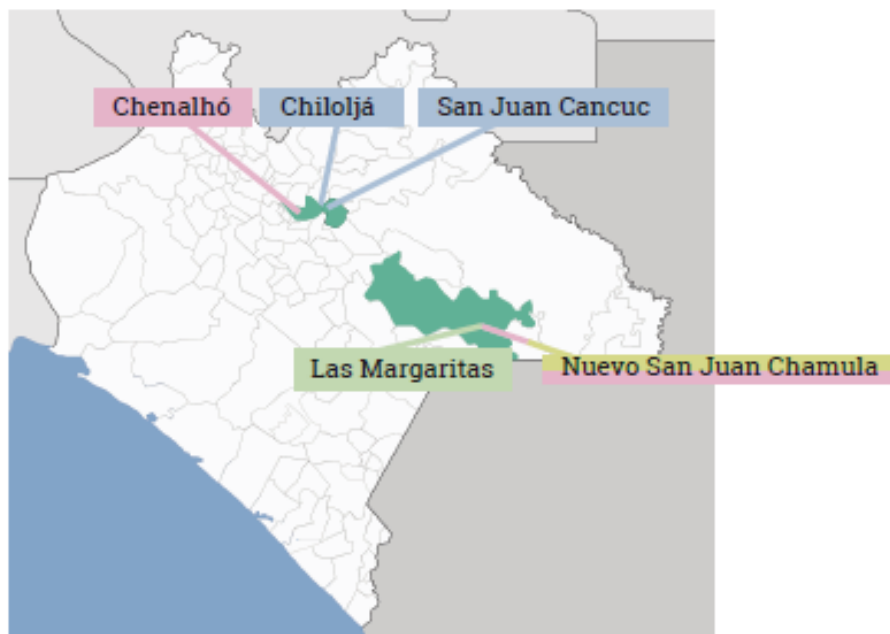 Chenalhó
Chiloljá
San Juan Cancuc
Las Margaritas
Nuevo San Juan Chamula